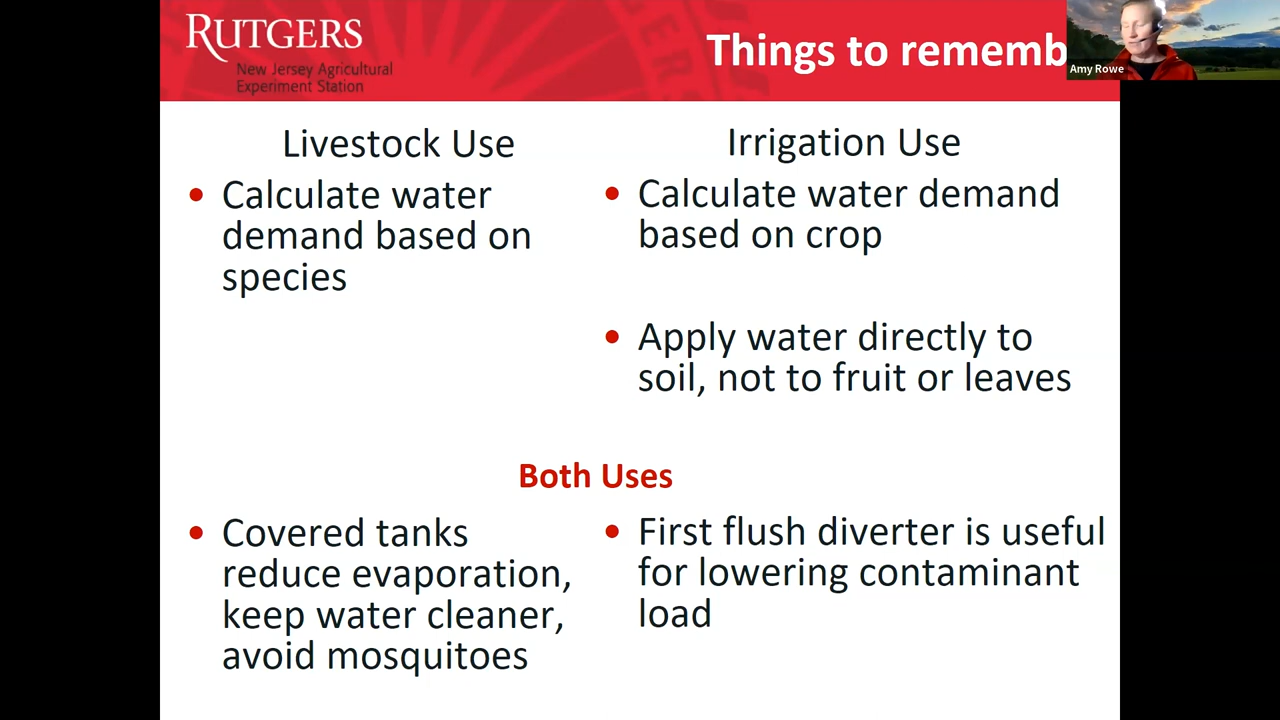 RUTGERS
New Jersey Agricultural
Experiment Station
Things to rememb
Amy Rowe
Livestock Use
• Calculate water
demand based on
species
Irrigation Use
• Calculate water demand
based on crop
• Apply water directly to
soil, not to fruit or leaves
Both Uses
• Covered tanks
reduce evaporation,
keep water cleaner,
avoid mosquitoes
• First flush diverter is useful
for lowering contaminant
load